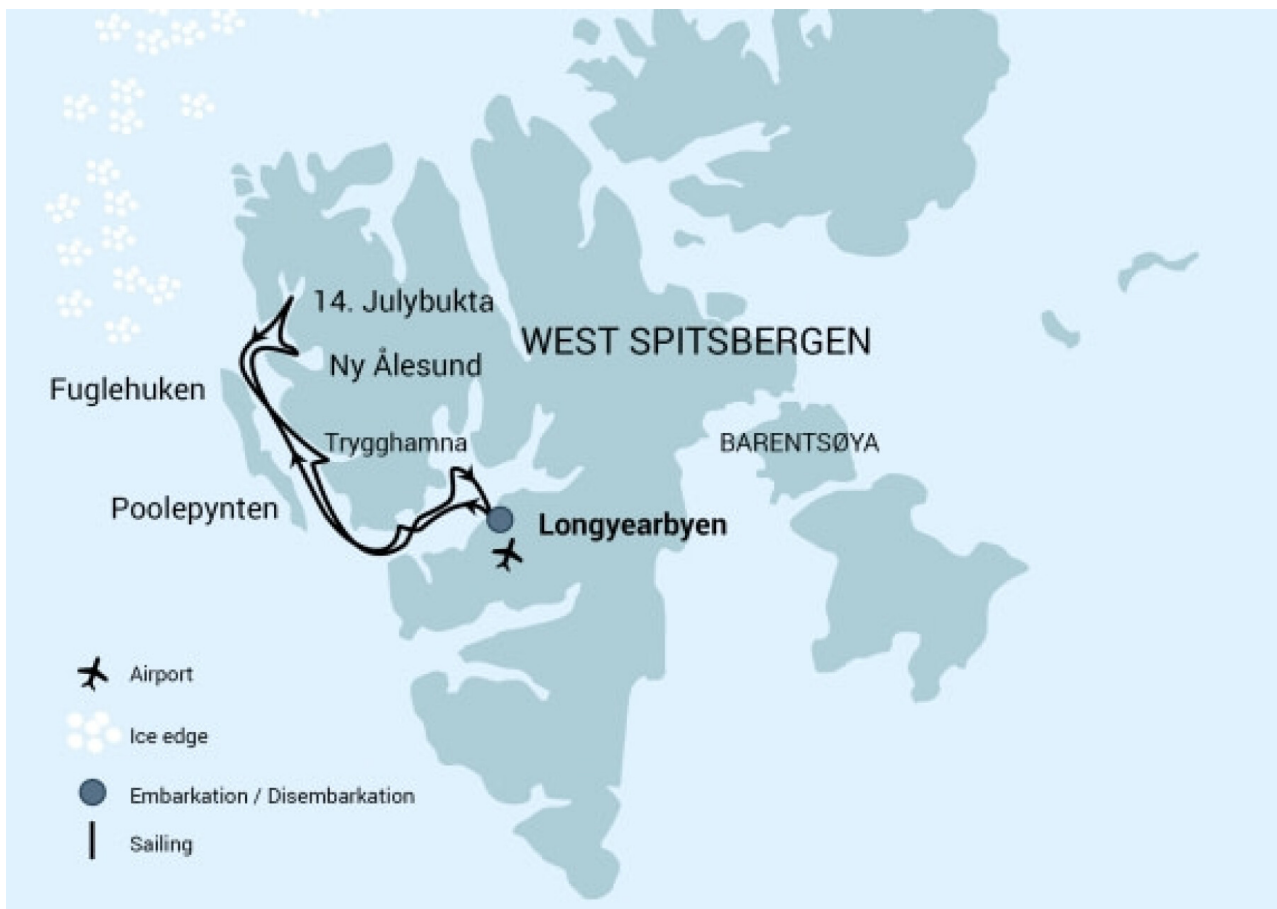 14. Julybukta
WEST SPITSBERGEN
Ny Ålesund
Fuglehuken
Trygghamna
BARENTSØYA
Poolepynten
Longyearbyen
Airport
Ice edge
Embarkation / Disembarkation
Sailing